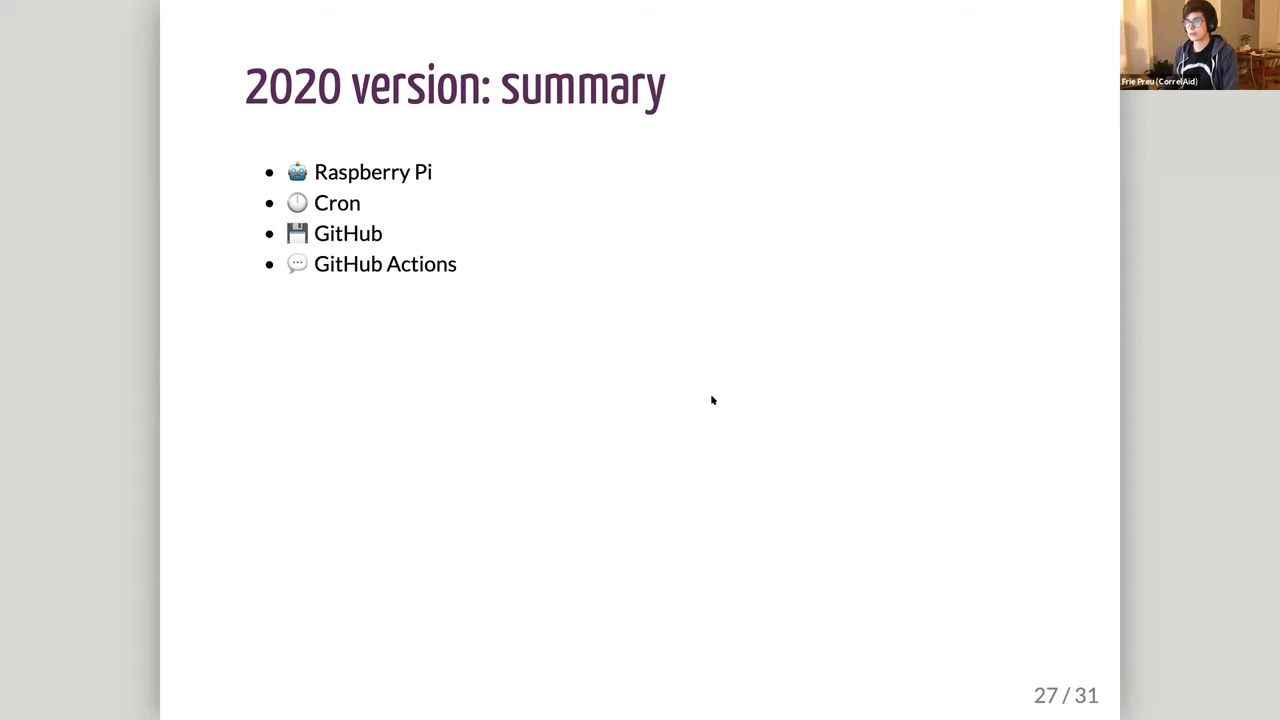 2020 version: summary
Frie Preu (CorrelAid)
• 🤖 Raspberry Pi
• 🕛 Cron
• 💾 GitHub
• 💬 GitHub Actions
27 / 31